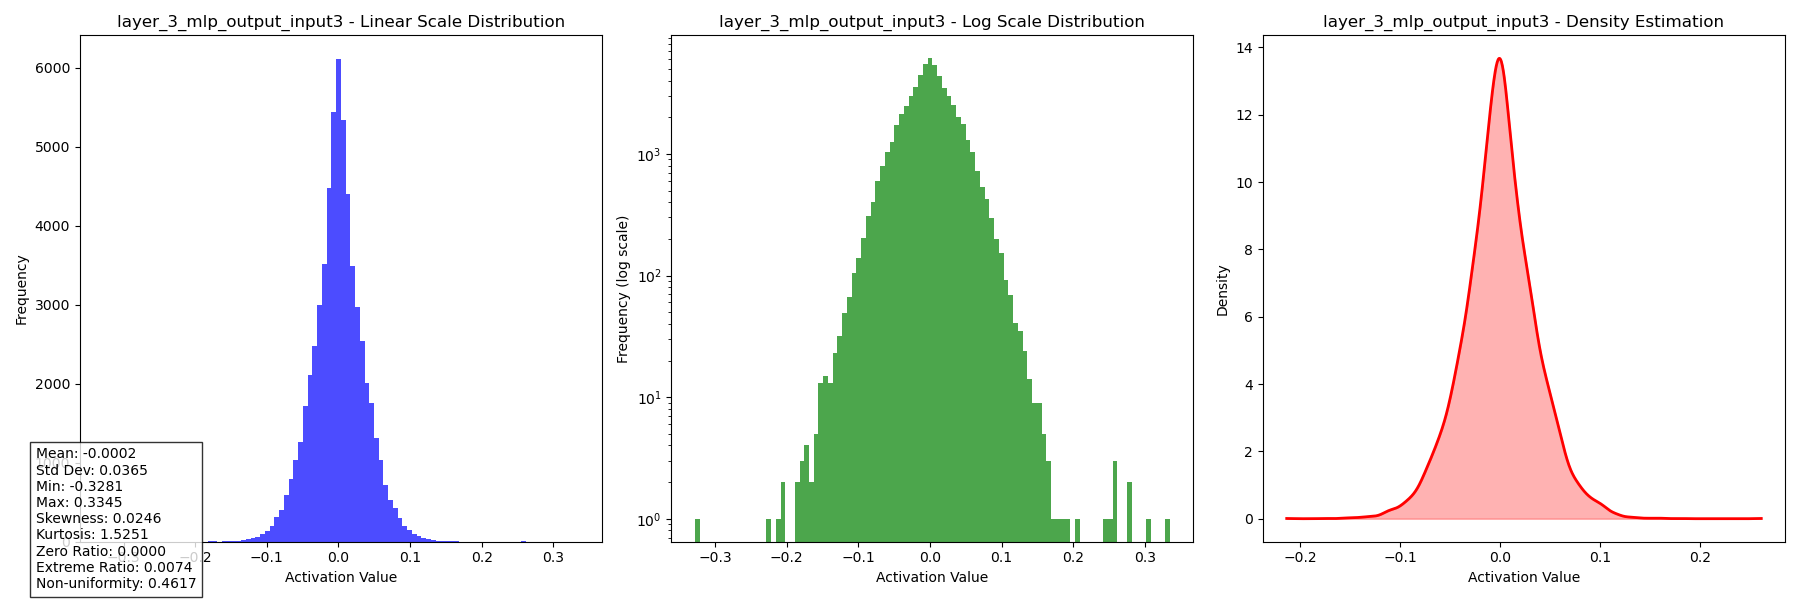 layer_3_mlp_output_input3 - Linear Scale Distribution
6000
5000
4000
3000
2000
Frequency
−0.2
−0.1
0.0
0.1
0.2
0.3
Activation Value
Mean: -0.0002
Std Dev: 0.0365
Min: -0.3281
Max: 0.3345
Skewness: 0.0246
Kurtosis: 1.5251
Zero Ratio: 0.0000
Extreme Ratio: 0.0074
Non-uniformity: 0.4617
layer_3_mlp_output_input3 - Log Scale Distribution
10³
10²
10¹
10⁰
Frequency (log scale)
−0.3
−0.2
−0.1
0.0
0.1
0.2
0.3
Activation Value
layer_3_mlp_output_input3 - Density Estimation
14
12
10
8
6
4
2
0
Density
−0.2
−0.1
0.0
0.1
0.2
Activation Value